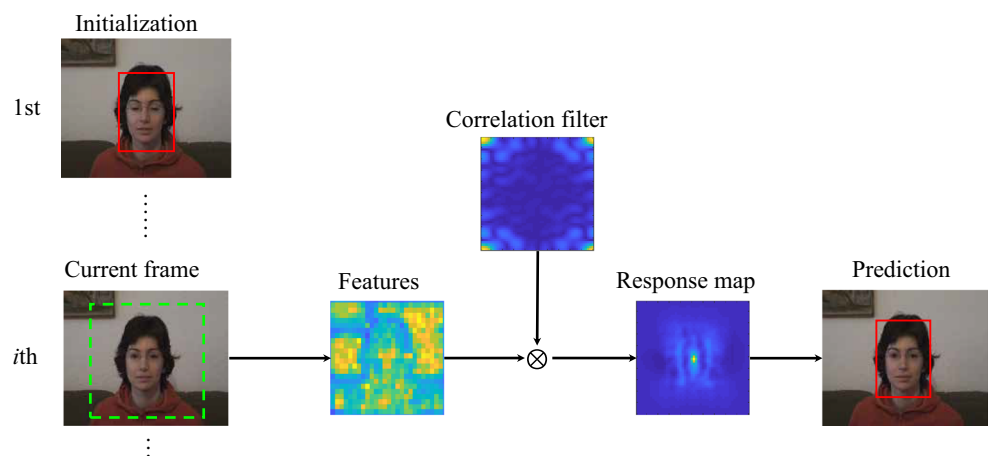 Initialization
1st
Correlation filter
Current frame
Features
Response map
Prediction
ith